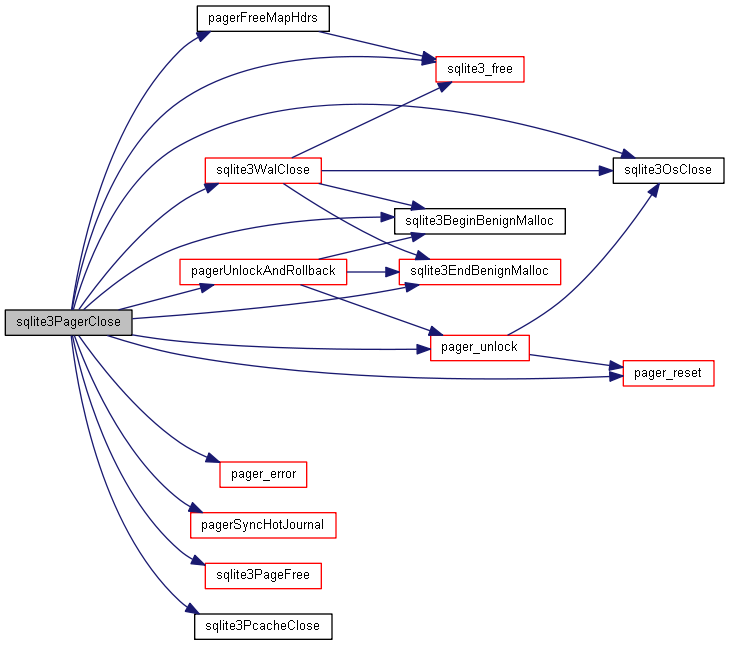 pagerFreeMapHdrs
sqlite3_free
sqlite3WalClose
sqlite3OsClose
sqlite3BeginBenignMalloc
pagerUnlockAndRollback
sqlite3EndBenignMalloc
sqlite3PagerClose
pager_unlock
pager_reset
pager_error
pagerSyncHotJournal
sqlite3PageFree
sqlite3PcacheClose